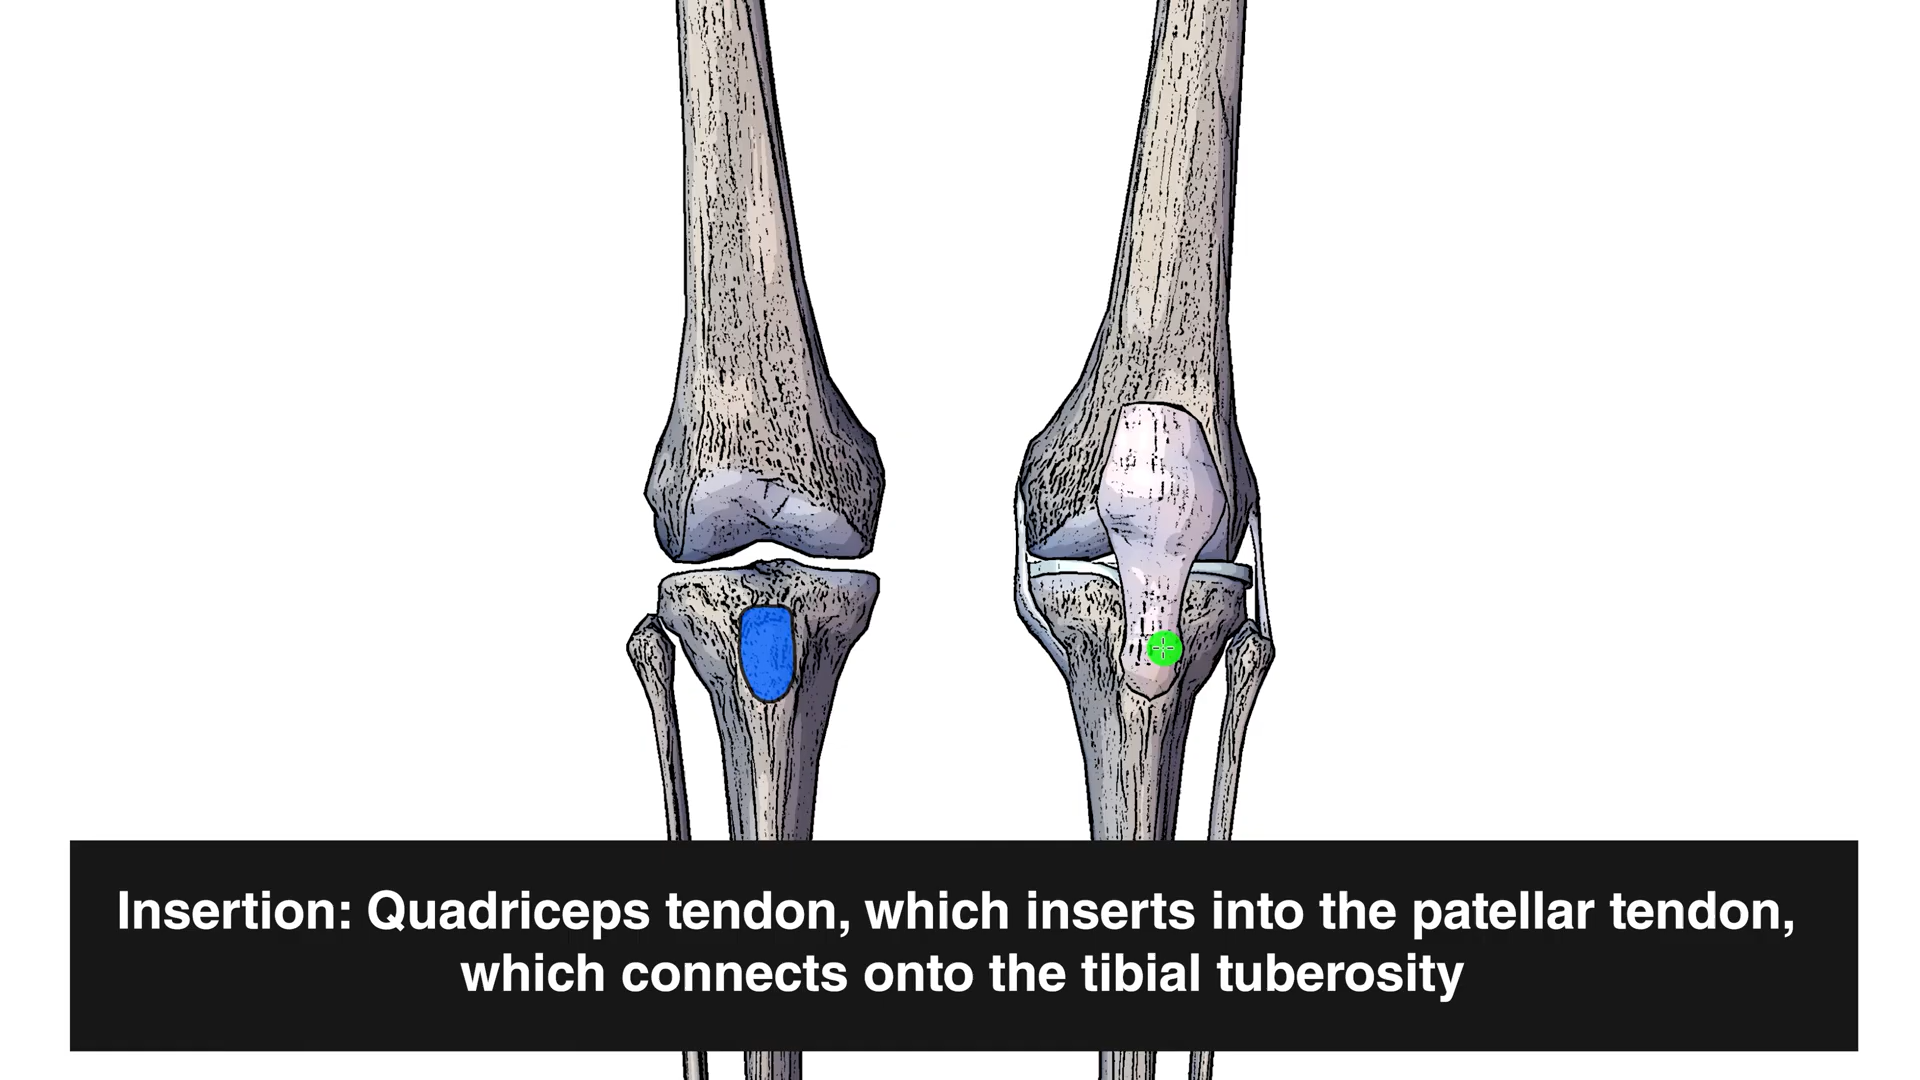 Insertion: Quadriceps tendon, which inserts into the patellar tendon,
which connects onto the tibial tuberosity